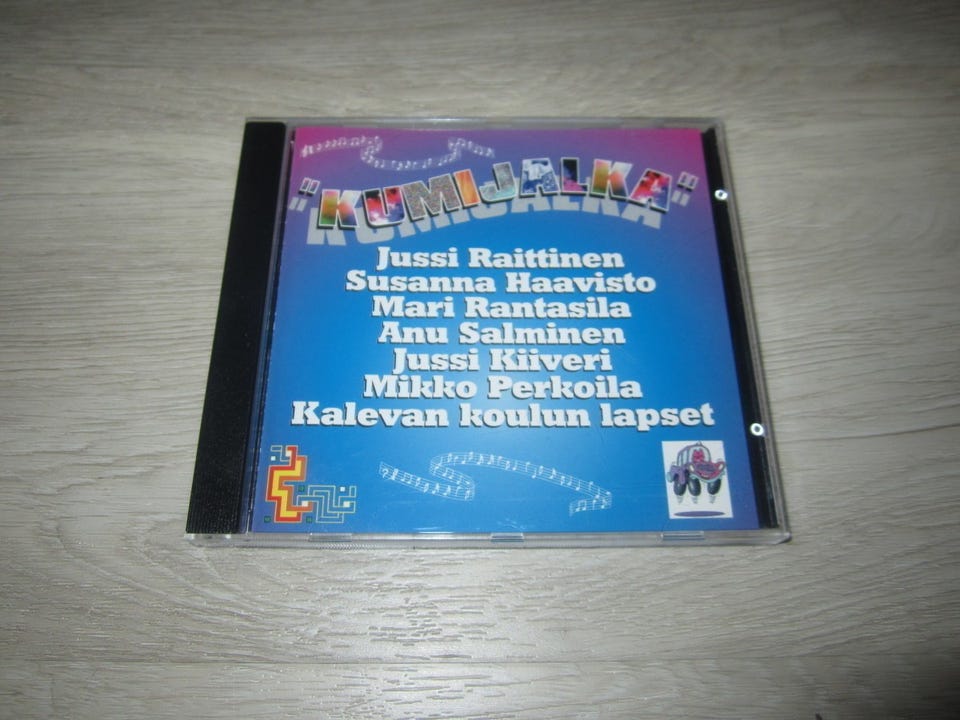 "KUMIJALKA"
Jussi Raittinen
Susanna Haavisto
Mari Rantasila
Anu Salminen
Jussi Kiiveri
Mikko Perkoila
Kalevan koulun lapset